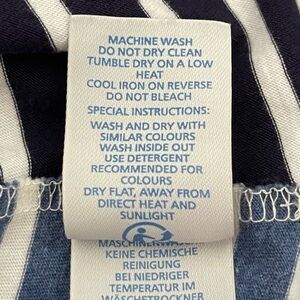 MACHINE WASH
DO NOT DRY CLEAN
TUMBLE DRY ON A LOW
HEAT
COOL IRON ON REVERSE
DO NOT BLEACH
SPECIAL INSTRUCTIONS:
WASH AND DRY WITH
SIMILAR COLOURS
WASH INSIDE OUT
USE DETERGENT
RECOMMENDED FOR
COLOURS
DRY FLAT, AWAY FROM
DIRECT HEAT AND
SUNLIGHT
KEINE CHEMISCHE
REINIGUNG
BEI NIEDRIGER
TEMPERATUR IM
WÄSCHETROCKNER